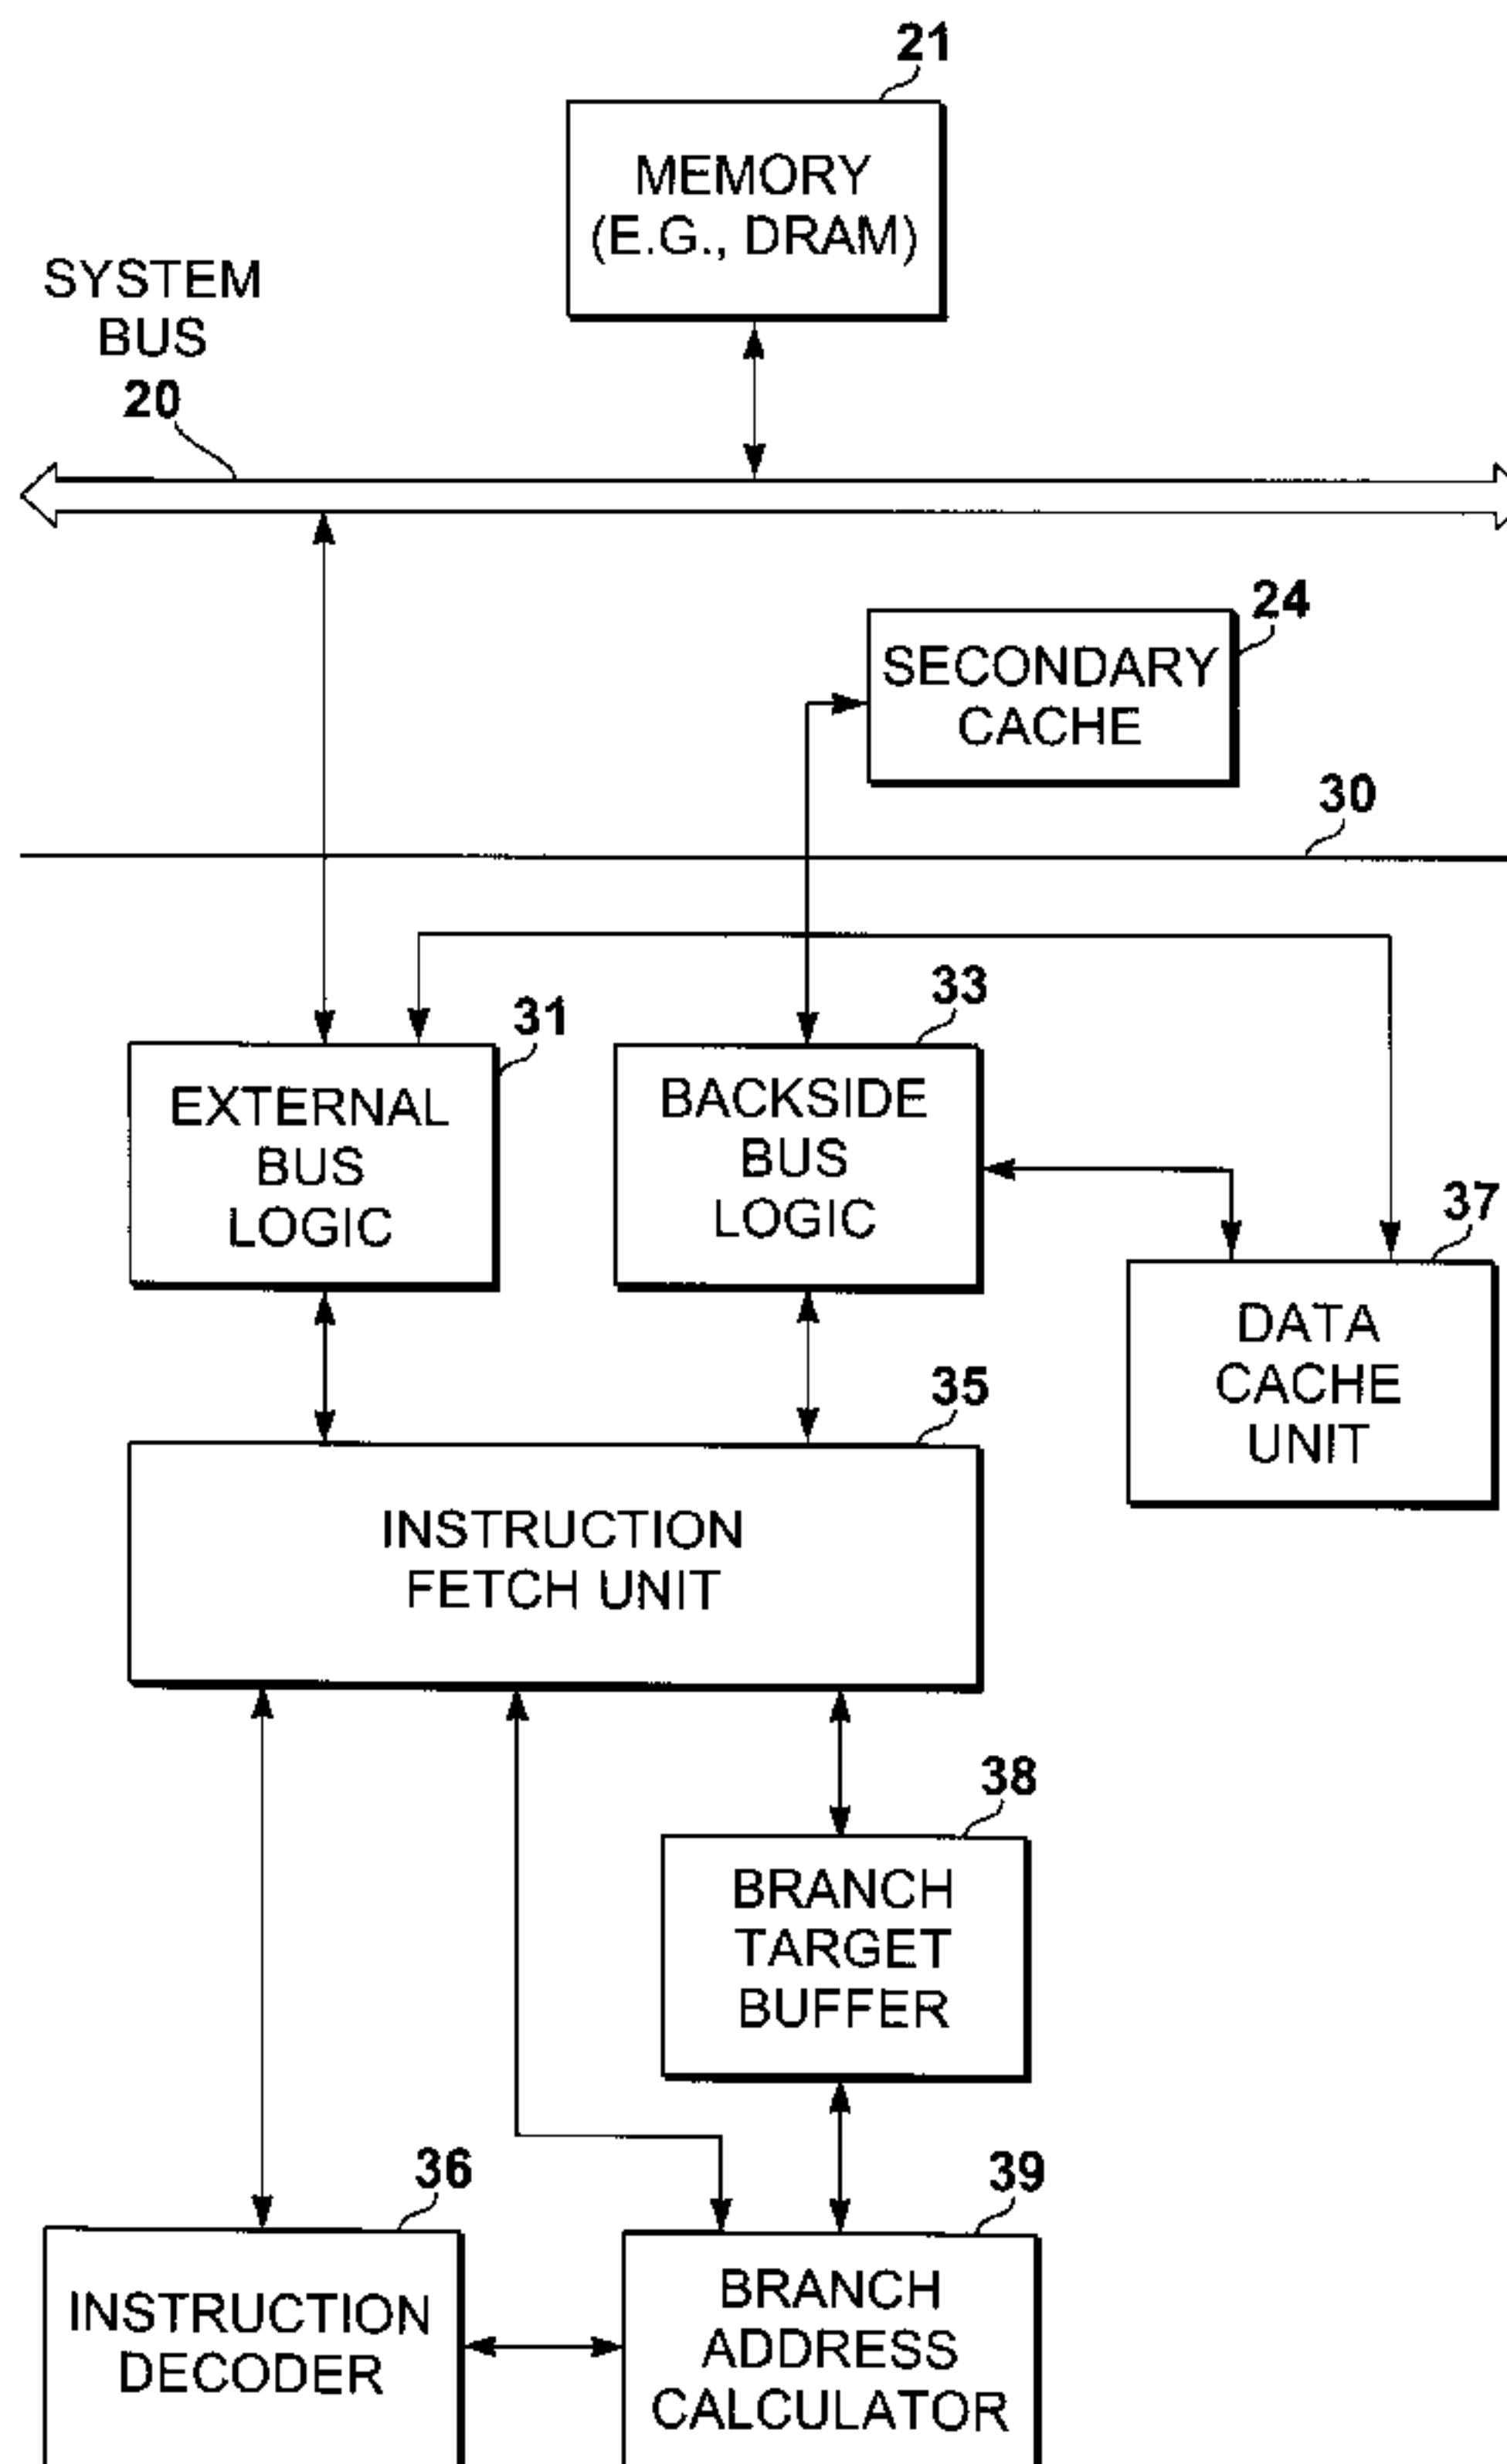 21
MEMORY
(E.G., DRAM)
SYSTEM
BUS
20
24
SECONDARY
CACHE
30
33
31
EXTERNAL
BUS
LOGIC
BACKSIDE
BUS
LOGIC
37
DATA
CACHE
UNIT
35
INSTRUCTION
FETCH UNIT
38
BRANCH
TARGET
BUFFER
36
39
INSTRUCTION
DECODER
BRANCH
ADDRESS
CALCULATOR